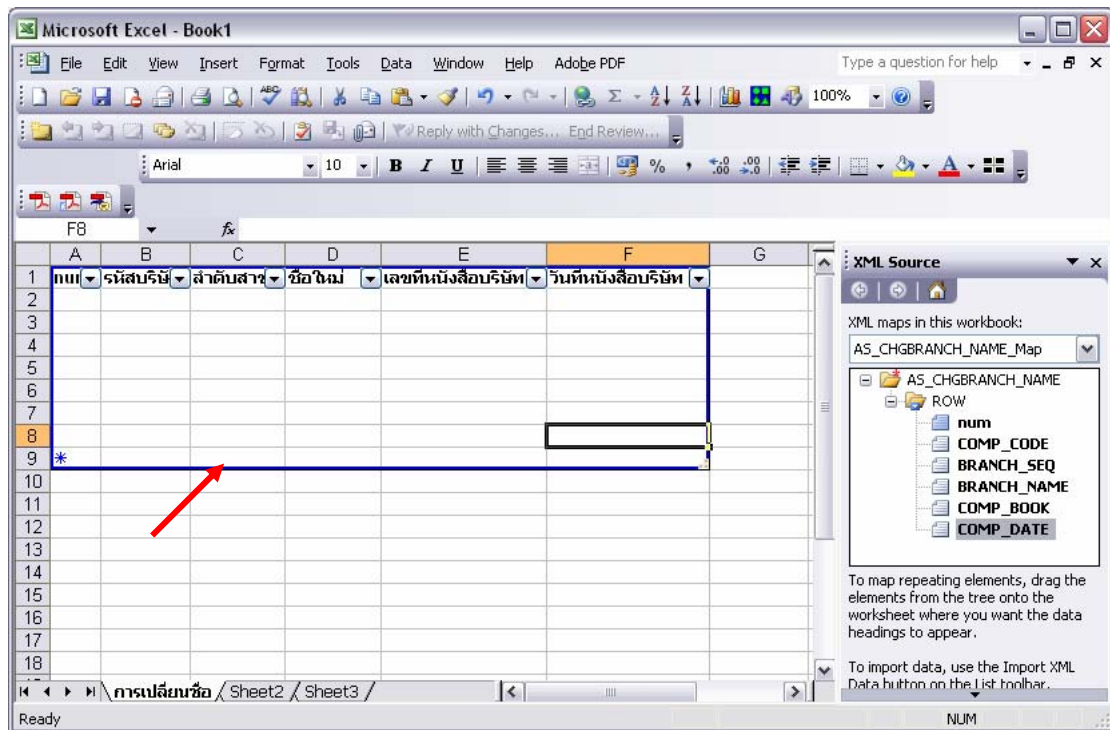 Microsoft Excel - Book1
File Edit View Insert Format Tools Data Window Help Adobe PDF Type a question for help
ABC Σ A Z Z A 100% ?
Reply with Changes... End Review...
Arial 10 B I U % , .0 .00 .00 .0 A
F8 fx
A B C D E F G
1 num รหัสบริษั ลำดับสาข ชื่อใหม่ เลขที่หนังสือบริษัท วันที่หนังสือบริษัท
2
3
4
5
6
7
8
9 *
10
11
12
13
14
15
16
17
18
การเปลี่ยนชื่อ Sheet2 Sheet3
Ready NUM
XML Source
XML maps in this workbook:
AS_CHGBRANCH_NAME_Map
AS_CHGBRANCH_NAME
ROW
num
COMP_CODE
BRANCH_SEQ
BRANCH_NAME
COMP_BOOK
COMP_DATE
To map repeating elements, drag the
elements from the tree onto the
worksheet where you want the data
headings to appear.
To import data, use the Import XML
Data button on the List toolbar.